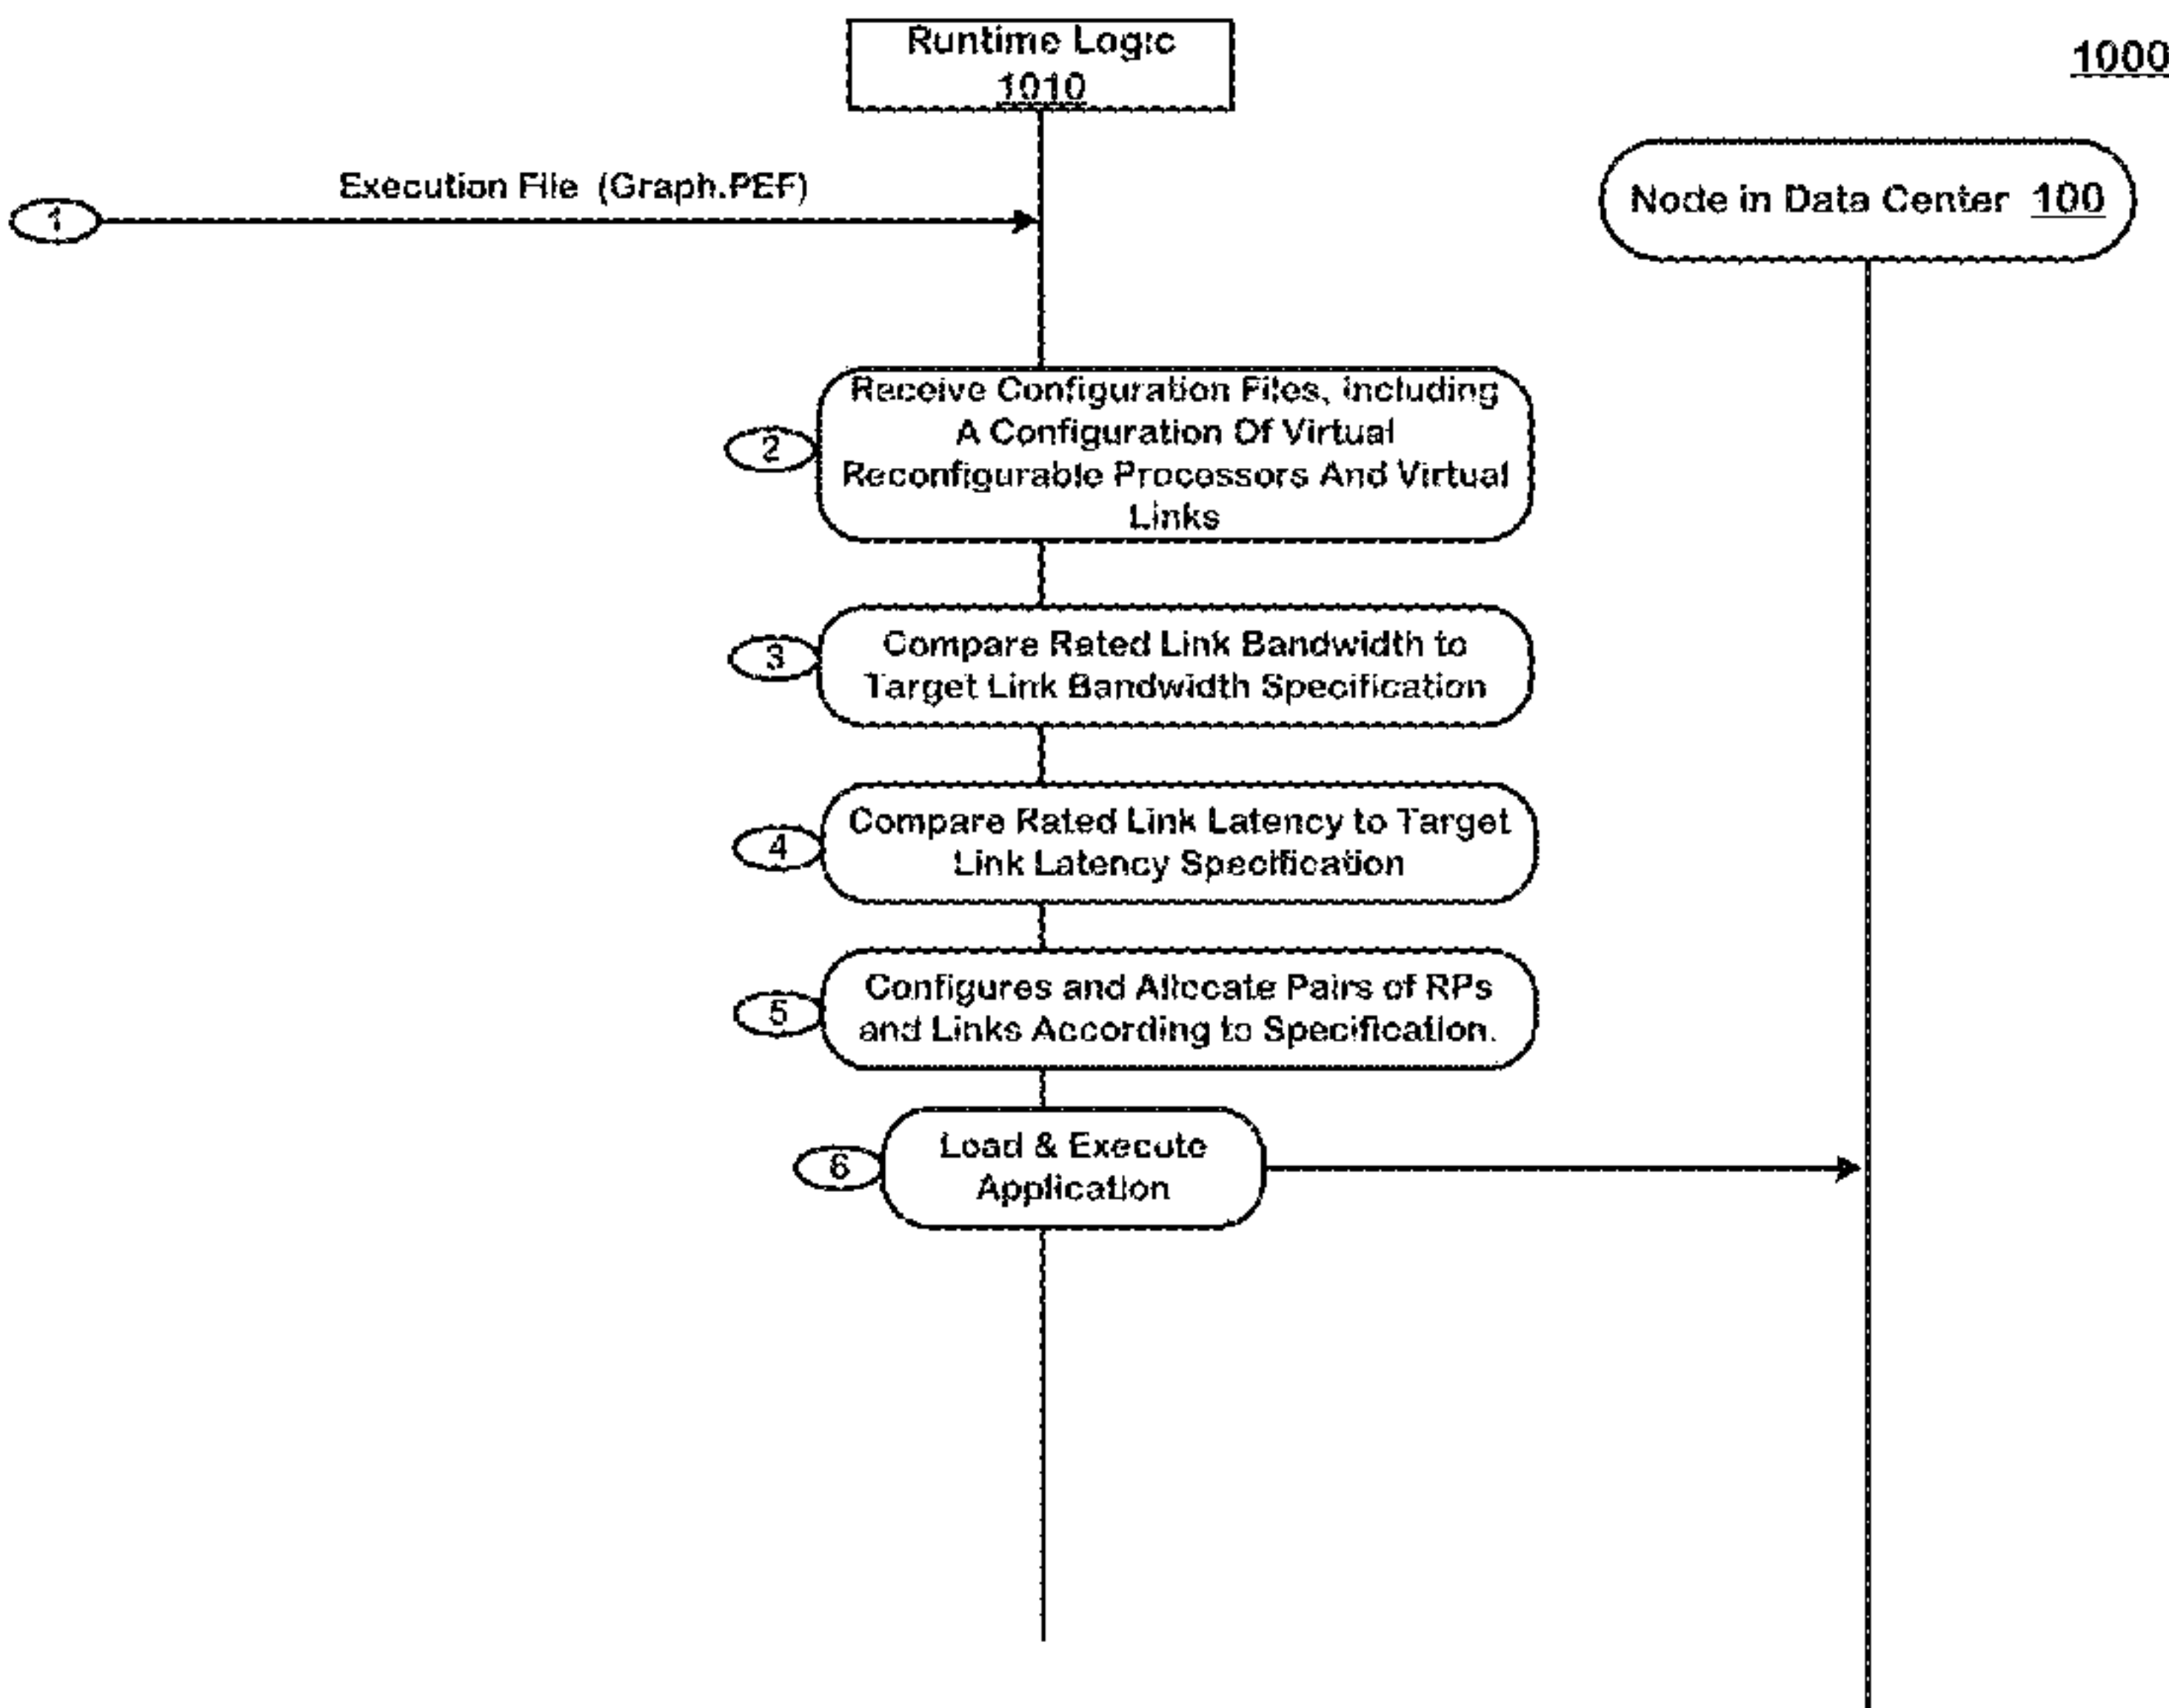 Runtime Logic
1010
1000
Execution File (Graph.PEF)
1
Node in Data Center 100
2
Receive Configuration Files, including
A Configuration Of Virtual
Reconfigurable Processors And Virtual
Links
3
Compare Rated Link Bandwidth to
Target Link Bandwidth Specification
4
Compare Rated Link Latency to Target
Link Latency Specification
5
Configures and Allocate Pairs of RPs
and Links According to Specification.
6
Load & Execute
Application